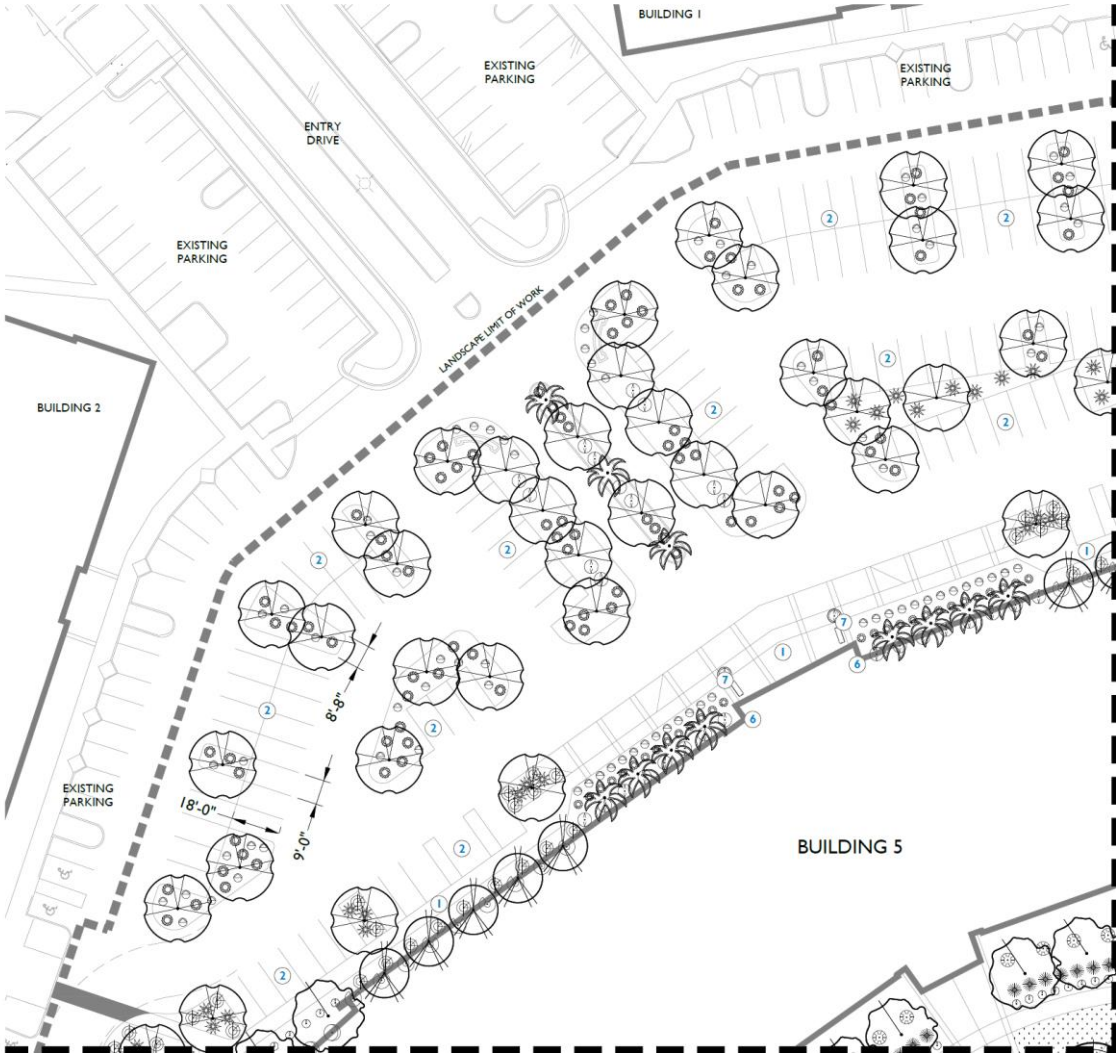 BUILDING 1
EXISTING
PARKING
EXISTING
PARKING
ENTRY
DRIVE
EXISTING
PARKING
LANDSCAPE LIMIT OF WORK
BUILDING 2
2
2
2
2
2
2
2
1
7
1
6
7
6
2
8'-8"
2
EXISTING
PARKING
18'-0"
9'-0"
2
BUILDING 5
1
2